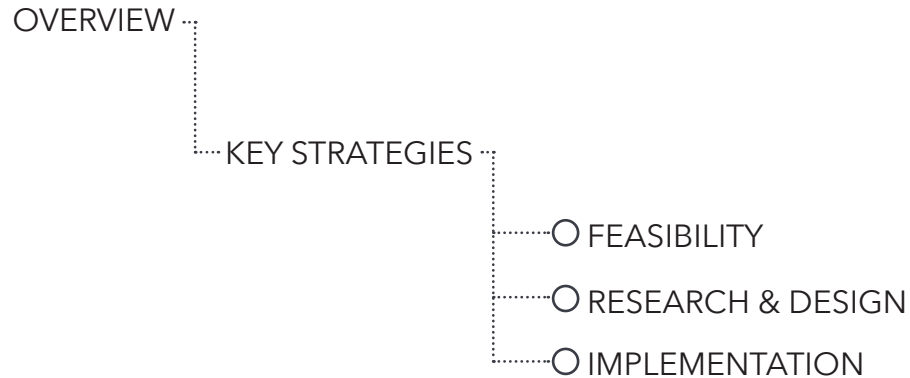 OVERVIEW
KEY STRATEGIES
FEASIBILITY
RESEARCH & DESIGN
IMPLEMENTATION